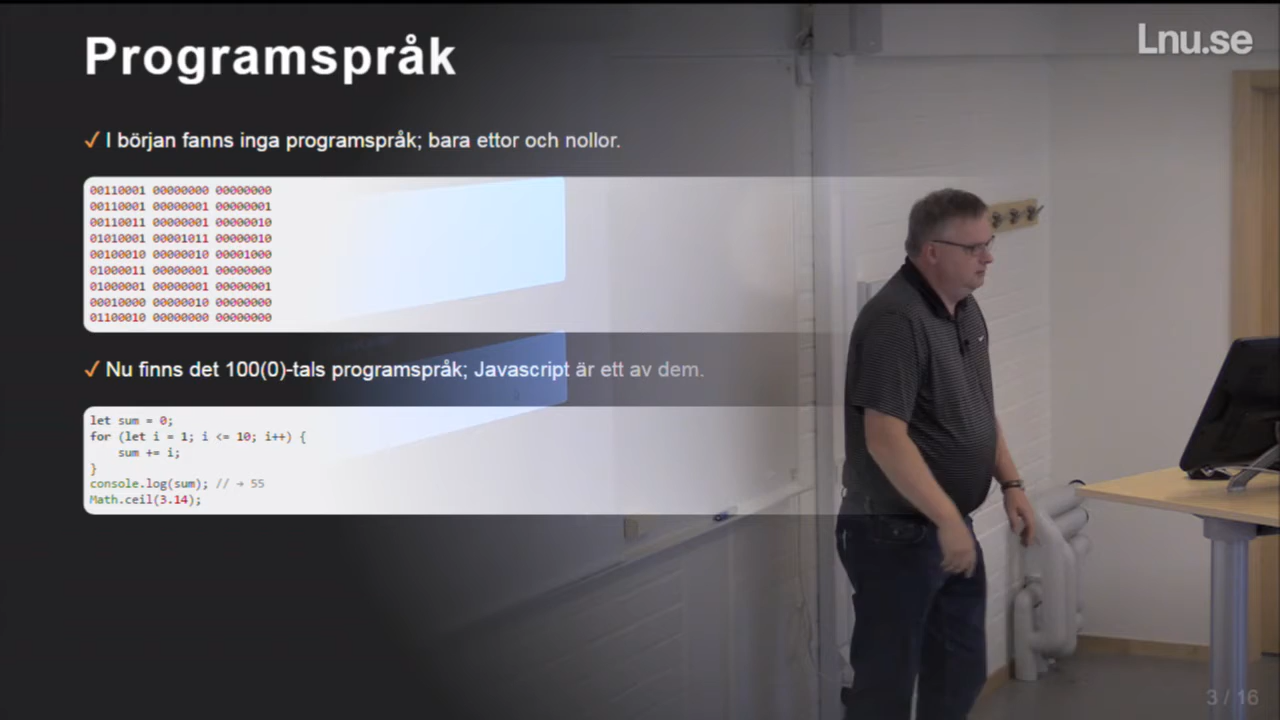 Programspråk
Lnu.se
✓ I början fanns inga programspråk; bara ettor och nollor.
00110001 00000000 00000000
00110001 00000001 00000001
00110011 00000001 00000010
01010001 00001011 00000010
00100010 00000010 00001000
01000011 00000001 00000000
01000001 00000001 00000001
00010000 00000010 00000000
01100010 00000000 00000000
✓ Nu finns det 100(0)-tals programspråk; Javascript är ett av dem.
let sum = 0;
for (let i = 1; i <= 10; i++) {
    sum += i;
}
console.log(sum); // → 55
Math.ceil(3.14);
3 / 16